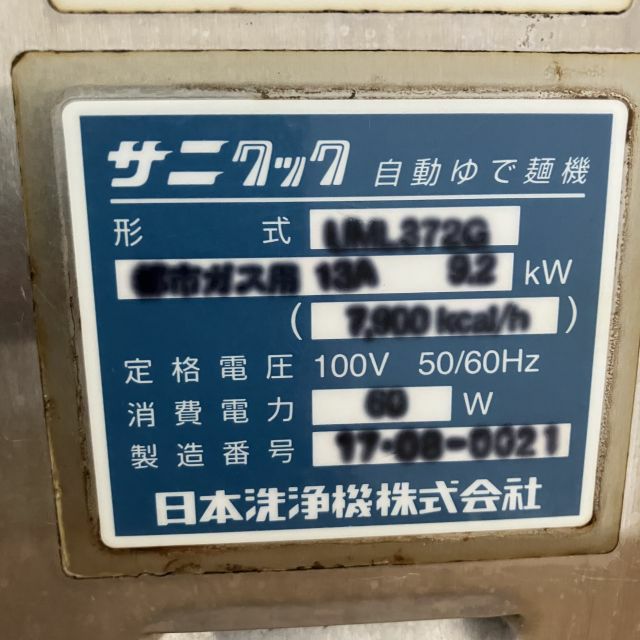 サニクック 自動ゆで麺機
形 式 UML372G
都市ガス用 13A 9.2 kW
(7,900 kcal/h)
定格電圧 100V 50/60Hz
消費電力 60 W
製造番号 17-08-0021
日本洗浄機株式会社